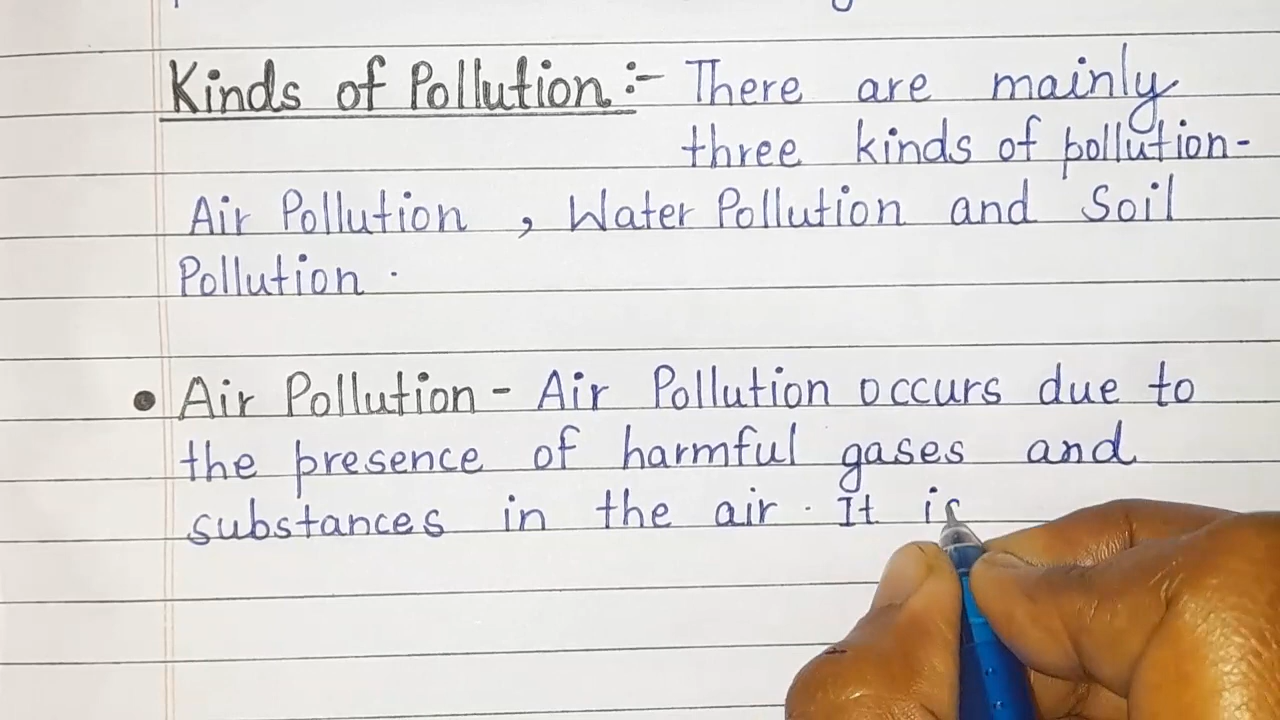 Kinds of Pollution :- There are mainly
three kinds of pollution-
Air Pollution , Water Pollution and Soil
Pollution .
• Air Pollution - Air Pollution occurs due to
the presence of harmful gases and
substances in the air . It is